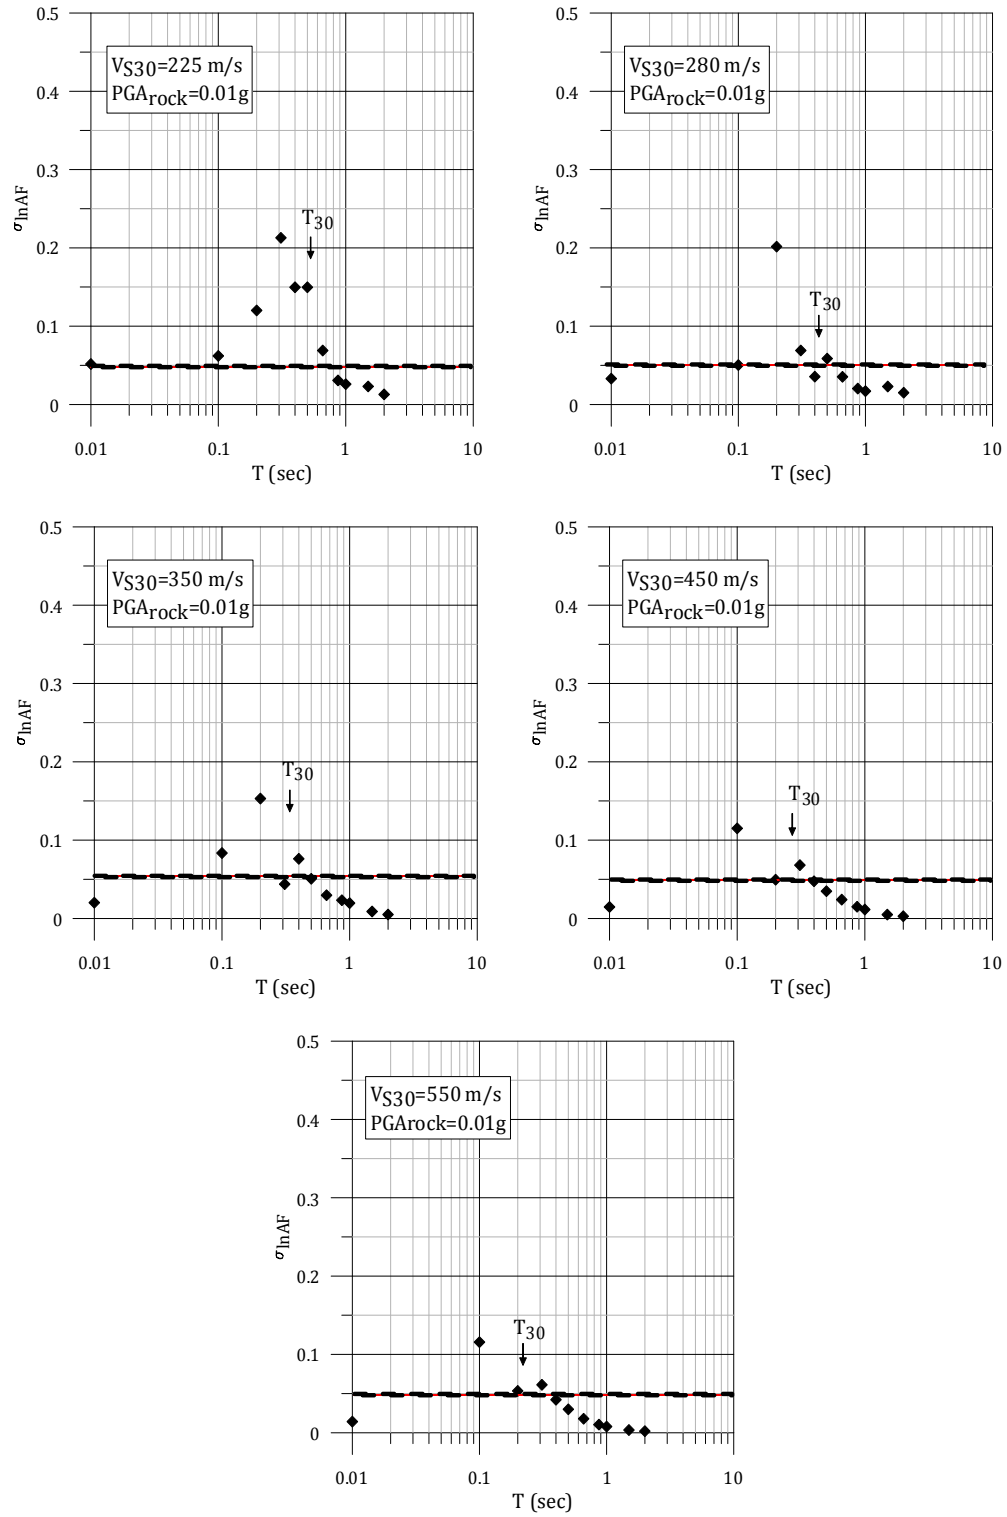 0.5
VS30=225 m/s
PGArock=0.01g
0.4
0.3
σlnAF
T30
0.2
0.1
0
0.01 0.1 1 10
T (sec)
0.5
VS30=280 m/s
PGArock=0.01g
0.4
0.3
σlnAF
0.2
T30
0.1
0
0.01 0.1 1 10
T (sec)
0.5
VS30=350 m/s
PGArock=0.01g
0.4
0.3
σlnAF
0.2
T30
0.1
0
0.01 0.1 1 10
T (sec)
0.5
VS30=450 m/s
PGArock=0.01g
0.4
0.3
σlnAF
0.2
T30
0.1
0
0.01 0.1 1 10
T (sec)
0.5
VS30=550 m/s
PGArock=0.01g
0.4
0.3
σlnAF
0.2
T30
0.1
0
0.01 0.1 1 10
T (sec)